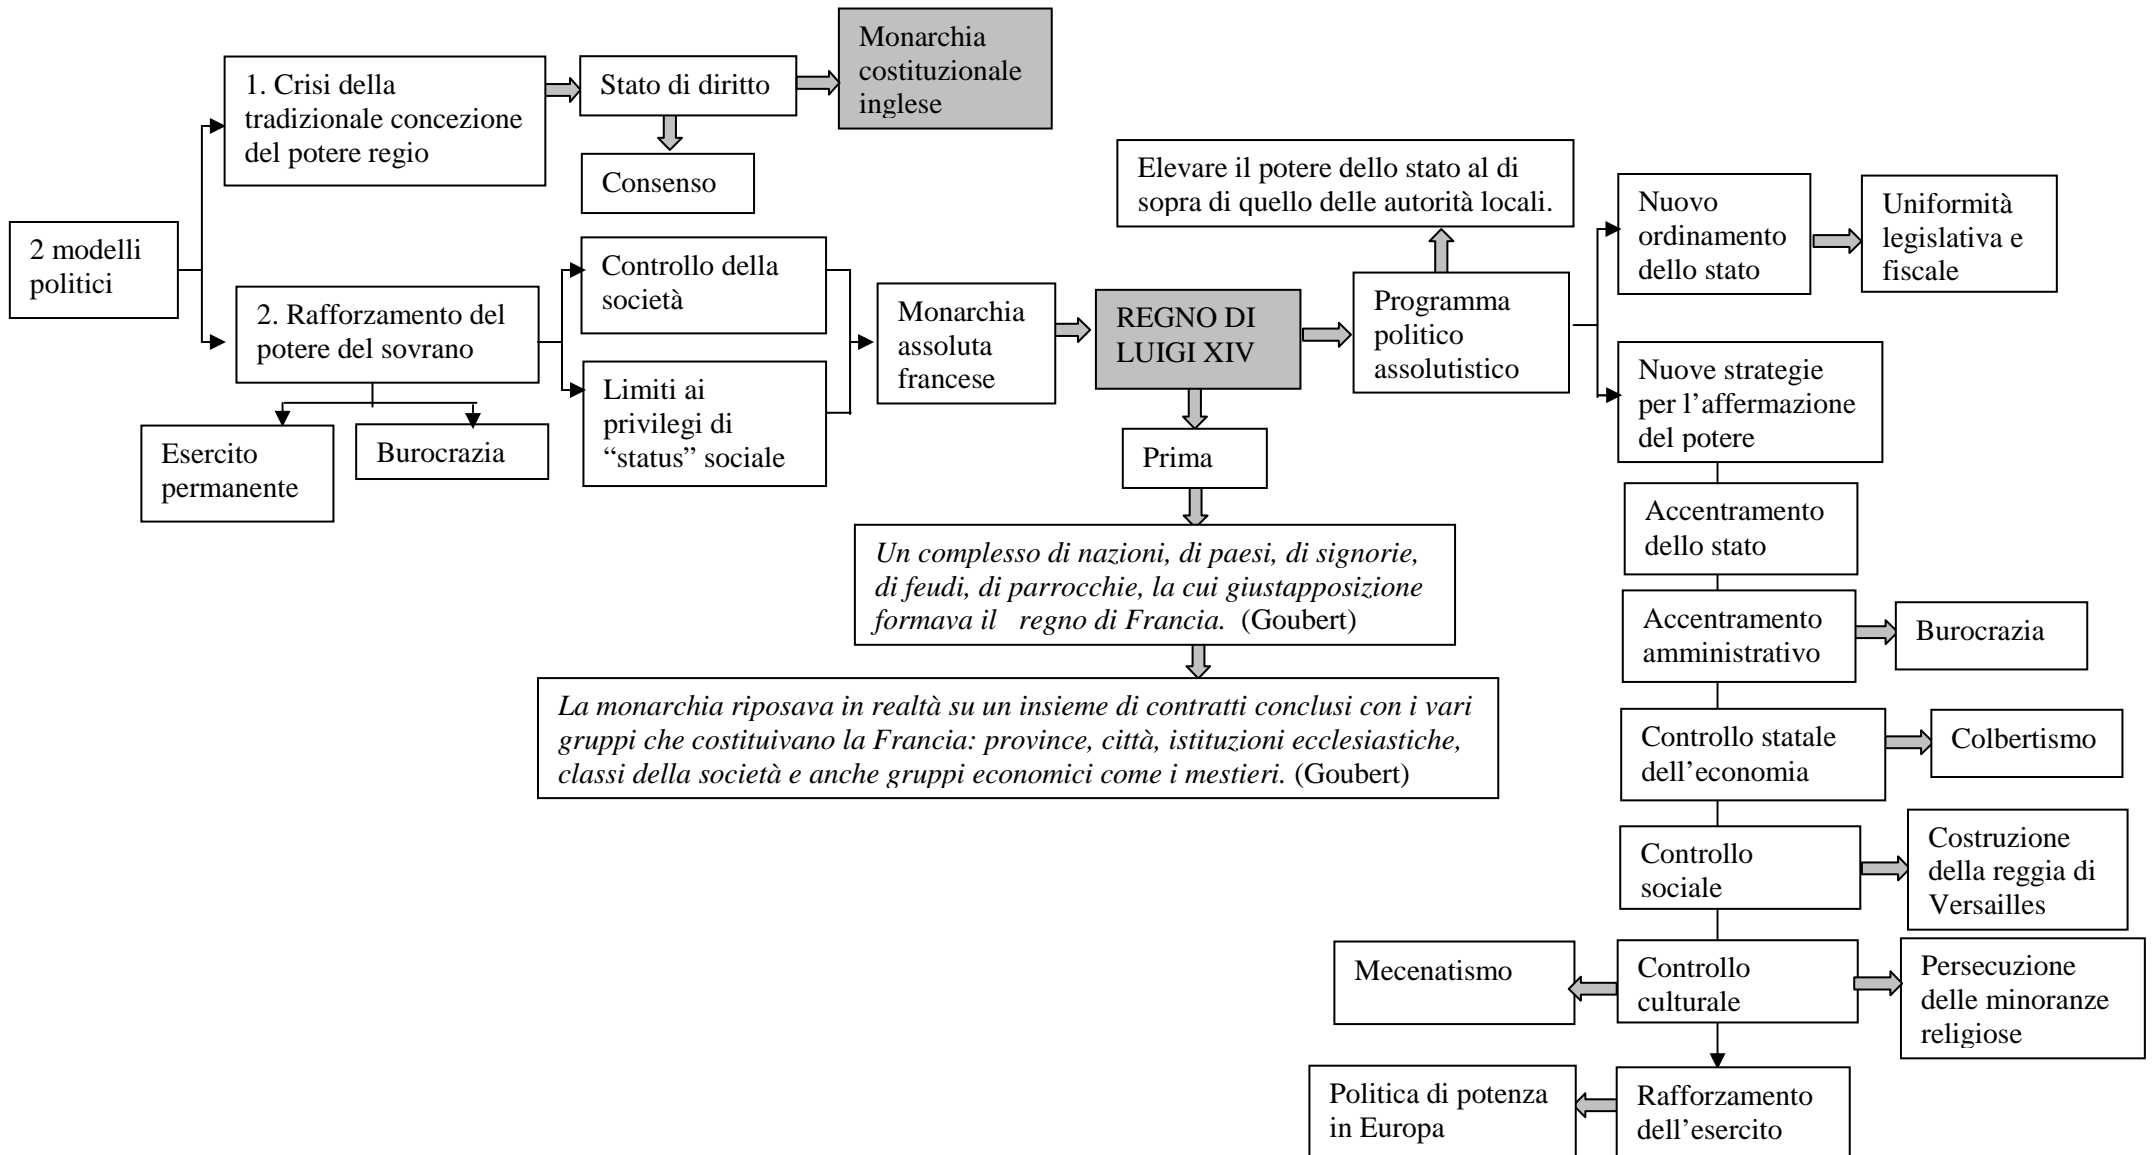 2 modelli
politici
1. Crisi della
tradizionale concezione
del potere regio
Stato di diritto
Monarchia
costituzionale
inglese
Consenso
2. Rafforzamento del
potere del sovrano
Esercito
permanente
Burocrazia
Controllo della
società
Limiti ai
privilegi di
“status” sociale
Monarchia
assoluta
francese
REGNO DI
LUIGI XIV
Prima
Un complesso di nazioni, di paesi, di signorie,
di feudi, di parrocchie, la cui giustapposizione
formava il regno di Francia. (Goubert)
La monarchia riposava in realtà su un insieme di contratti conclusi con i vari
gruppi che costituivano la Francia: province, città, istituzioni ecclesiastiche,
classi della società e anche gruppi economici come i mestieri. (Goubert)
Programma
politico
assolutistico
Elevare il potere dello stato al di
sopra di quello delle autorità locali.
Nuovo
ordinamento
dello stato
Uniformità
legislativa e
fiscale
Nuove strategie
per l’affermazione
del potere
Accentramento
dello stato
Accentramento
amministrativo
Burocrazia
Controllo statale
dell’economia
Colbertismo
Controllo
sociale
Costruzione
della reggia di
Versailles
Controllo
culturale
Mecenatismo
Persecuzione
delle minoranze
religiose
Rafforzamento
dell’esercito
Politica di potenza
in Europa